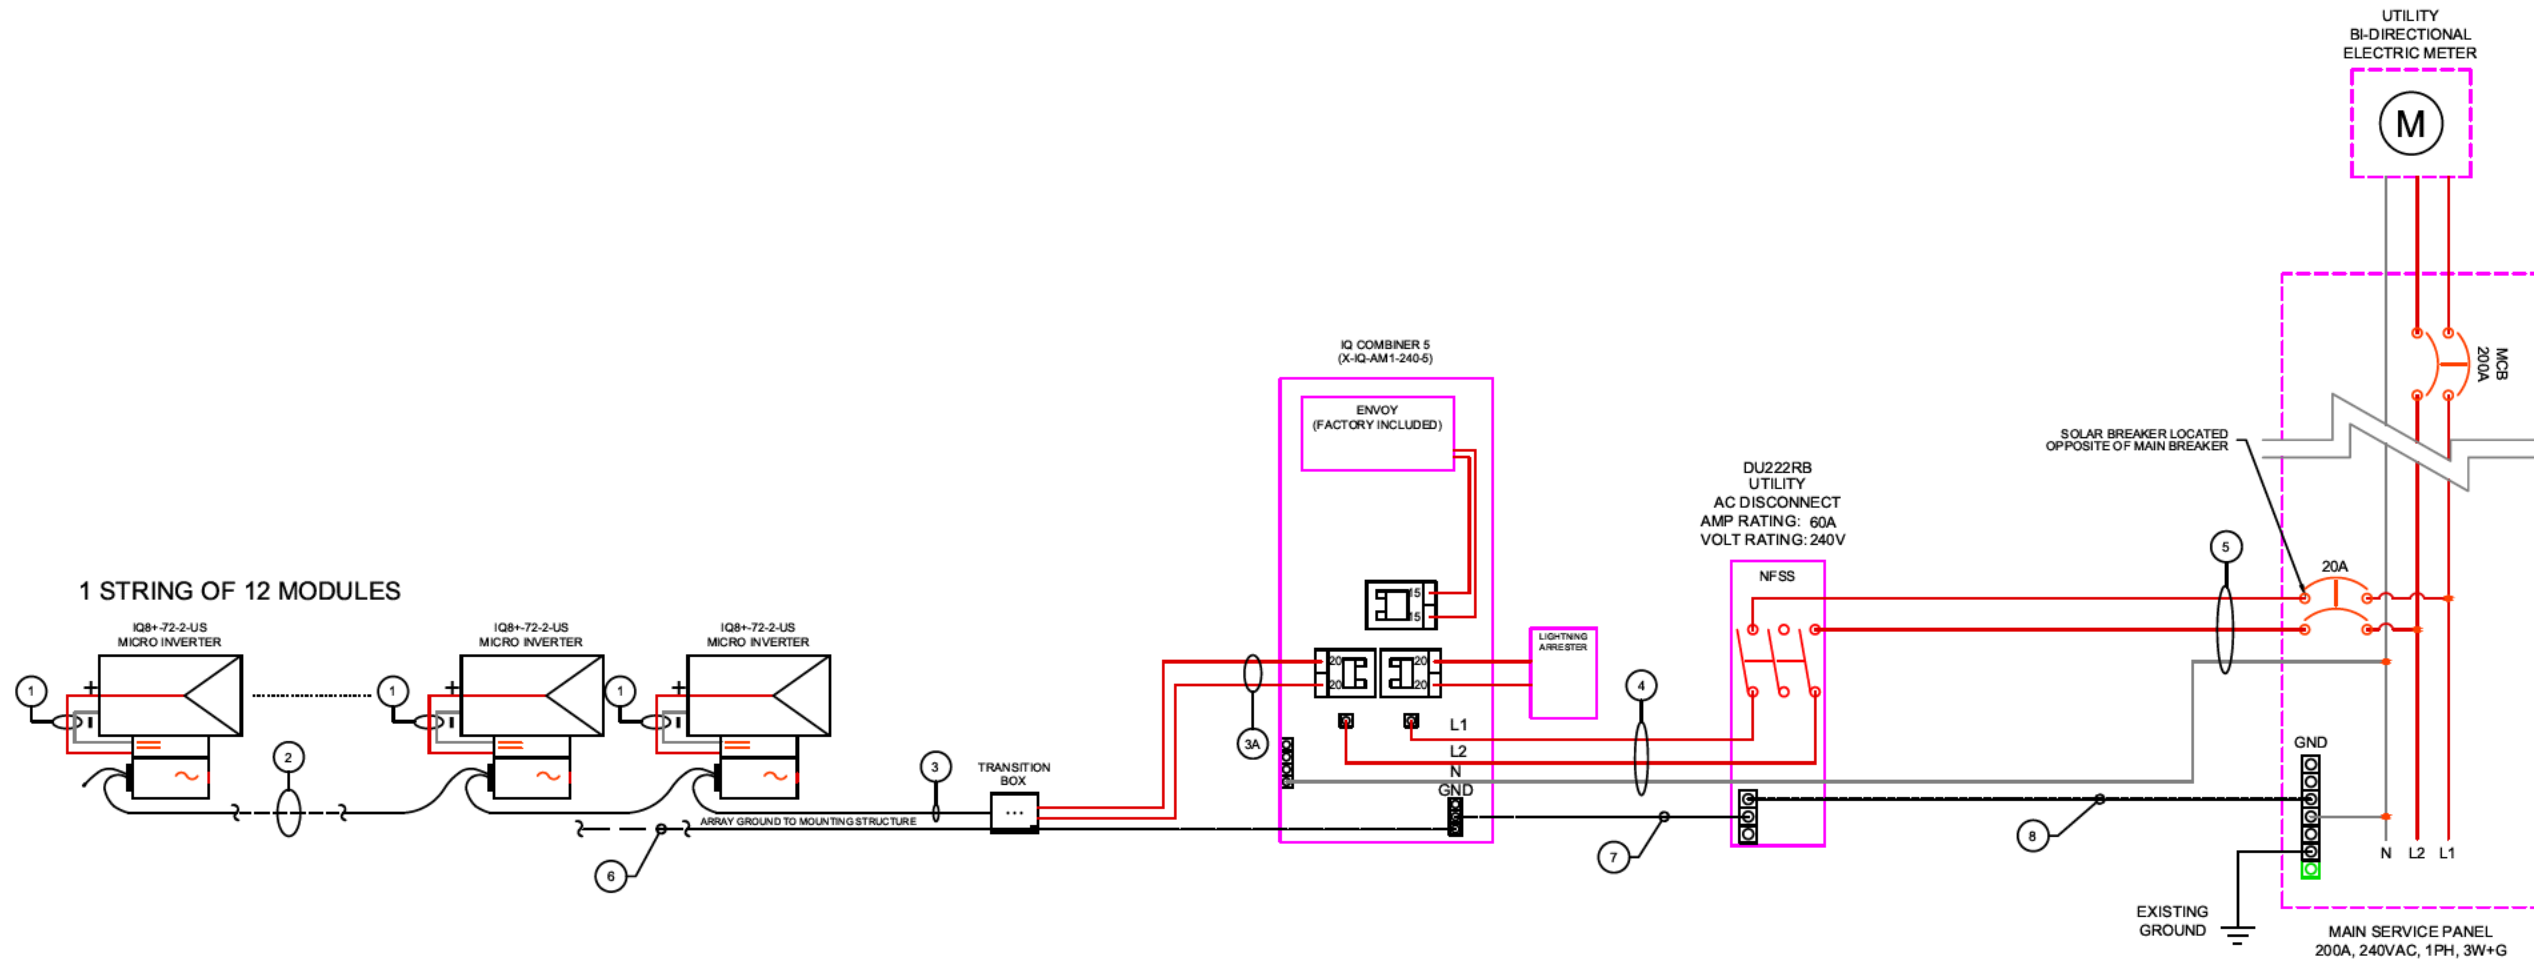 UTILITY
BI-DIRECTIONAL
ELECTRIC METER
M
MCB
200A
IQ COMBINER 5
(X-IQ-AM1-240-5)
ENVOY
(FACTORY INCLUDED)
15
15
20
20
20
20
LIGHTNING
ARRESTER
L1
L2
N
GND
3A
4
DU222RB
UTILITY
AC DISCONNECT
AMP RATING: 60A
VOLT RATING: 240V
NFSS
SOLAR BREAKER LOCATED
OPPOSITE OF MAIN BREAKER
5
20A
1 STRING OF 12 MODULES
IQ8+-72-2-US
MICRO INVERTER
IQ8+-72-2-US
MICRO INVERTER
IQ8+-72-2-US
MICRO INVERTER
1
+
-
1
+
-
1
+
-
2
3
TRANSITION
BOX
ARRAY GROUND TO MOUNTING STRUCTURE
6
7
8
GND
N L2 L1
EXISTING
GROUND
MAIN SERVICE PANEL
200A, 240VAC, 1PH, 3W+G